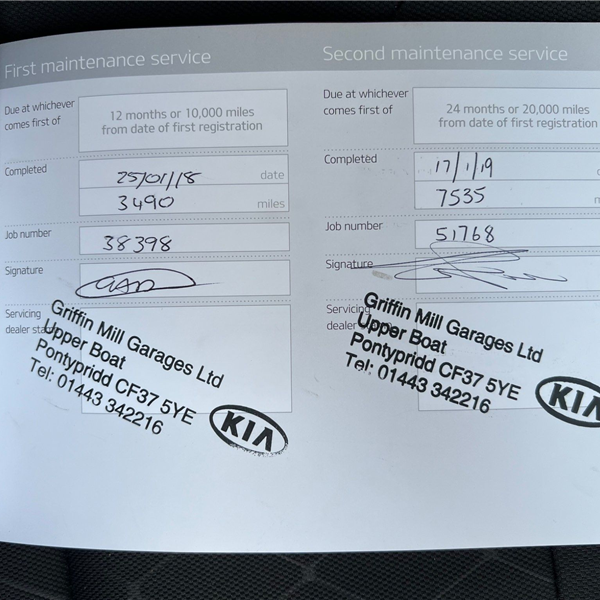 First maintenance service
Due at whichever
comes first of
12 months or 10,000 miles
from date of first registration
Completed
25/01/18 date
3490 miles
Job number
38398
Signature
Servicing
Griffin Mill Garages Ltd
Upper Boat
Pontypridd CF37 5YE
Tel: 01443 342216
KIA
Second maintenance service
Due at whichever
comes first of
24 months or 20,000 miles
from date of first registration
Completed
17/1/19
7535
Job number
51768
Signature
Servicing
dealer
Griffin Mill Garages Ltd
Upper Boat
Pontypridd CF37 5YE
Tel: 01443 342216
KIA